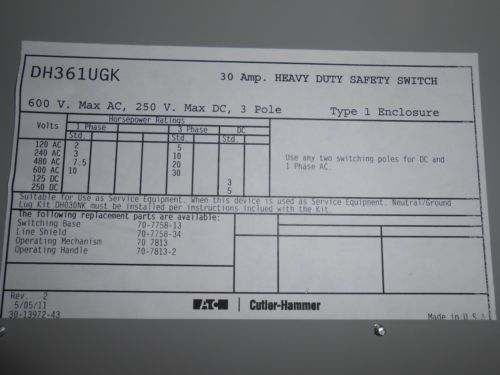 DH361UGK
30 Amp. HEAVY DUTY SAFETY SWITCH
600 V. Max AC, 250 V. Max DC, 3 Pole
Type 1 Enclosure
Volts
Horsepower Ratings
1 Phase 3 Phase DC
Std. Std. Std.
120 AC 2
240 AC 3 5
480 AC 7.5 10
600 AC 10 20
125 DC 30 3
250 DC 5
Use any two switching poles for DC and
1 Phase AC.
Suitable for Use as Service Equipment. When this device is used as Service Equipment. Neutral/Ground
Lug Kit DH030NK must be installed per instructions inclued with the Kit.
The following replacement parts are available:
Switching Base 70-7758-13
Line Shield 70-7758-34
Operating Mechanism 70 7813
Operating Handle 70-7813-2
Rev. 2
5/05/11
30-13972-43
EATON | Cutler-Hammer
Made in U.S.A